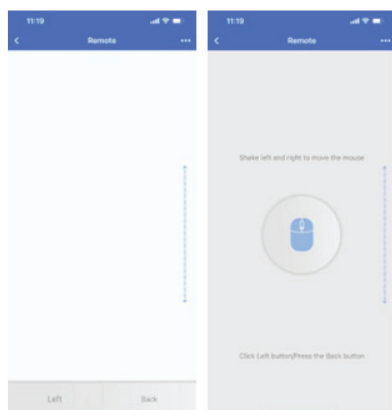 11:19
Remote
Left
Back
11:19
Remote
Shake left and right to move the mouse
Click Left button/Press the Back button